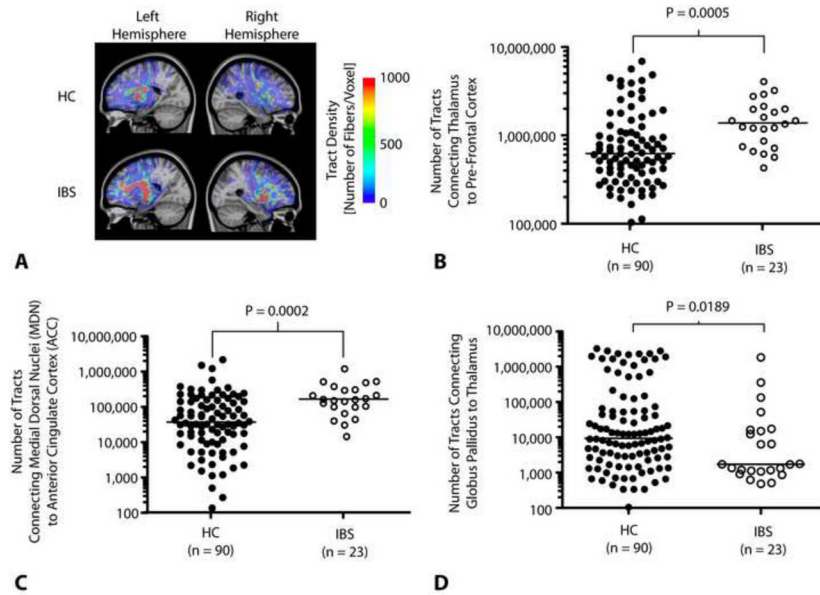 Left
Hemisphere
Right
Hemisphere
HC
IBS
Tract Density
[Number of Fibers/Voxel]
1000
500
0
A
P = 0.0005
Number of Tracts
Connecting Thalamus
to Pre-Frontal Cortex
10,000,000
1,000,000
100,000
HC
(n = 90)
IBS
(n = 23)
B
P = 0.0002
Number of Tracts
Connecting Medial Dorsal Nuclei (MDN)
to Anterior Cingulate Cortex (ACC)
10,000,000
1,000,000
100,000
10,000
1,000
100
HC
(n = 90)
IBS
(n = 23)
C
P = 0.0189
Number of Tracts Connecting
Globus Pallidus to Thalamus
10,000,000
1,000,000
100,000
10,000
1,000
100
HC
(n = 90)
IBS
(n = 23)
D